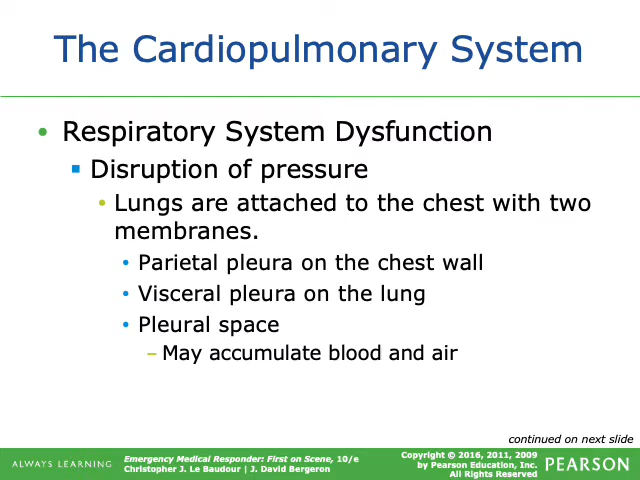 The Cardiopulmonary System
• Respiratory System Dysfunction
▪ Disruption of pressure
• Lungs are attached to the chest with two
membranes.
• Parietal pleura on the chest wall
• Visceral pleura on the lung
• Pleural space
– May accumulate blood and air
continued on next slide
ALWAYS LEARNING
Emergency Medical Responder: First on Scene, 10/e
Christopher J. Le Baudour | J. David Bergeron
Copyright © 2016, 2011, 2009
by Pearson Education, Inc.
All Rights Reserved
PEARSON